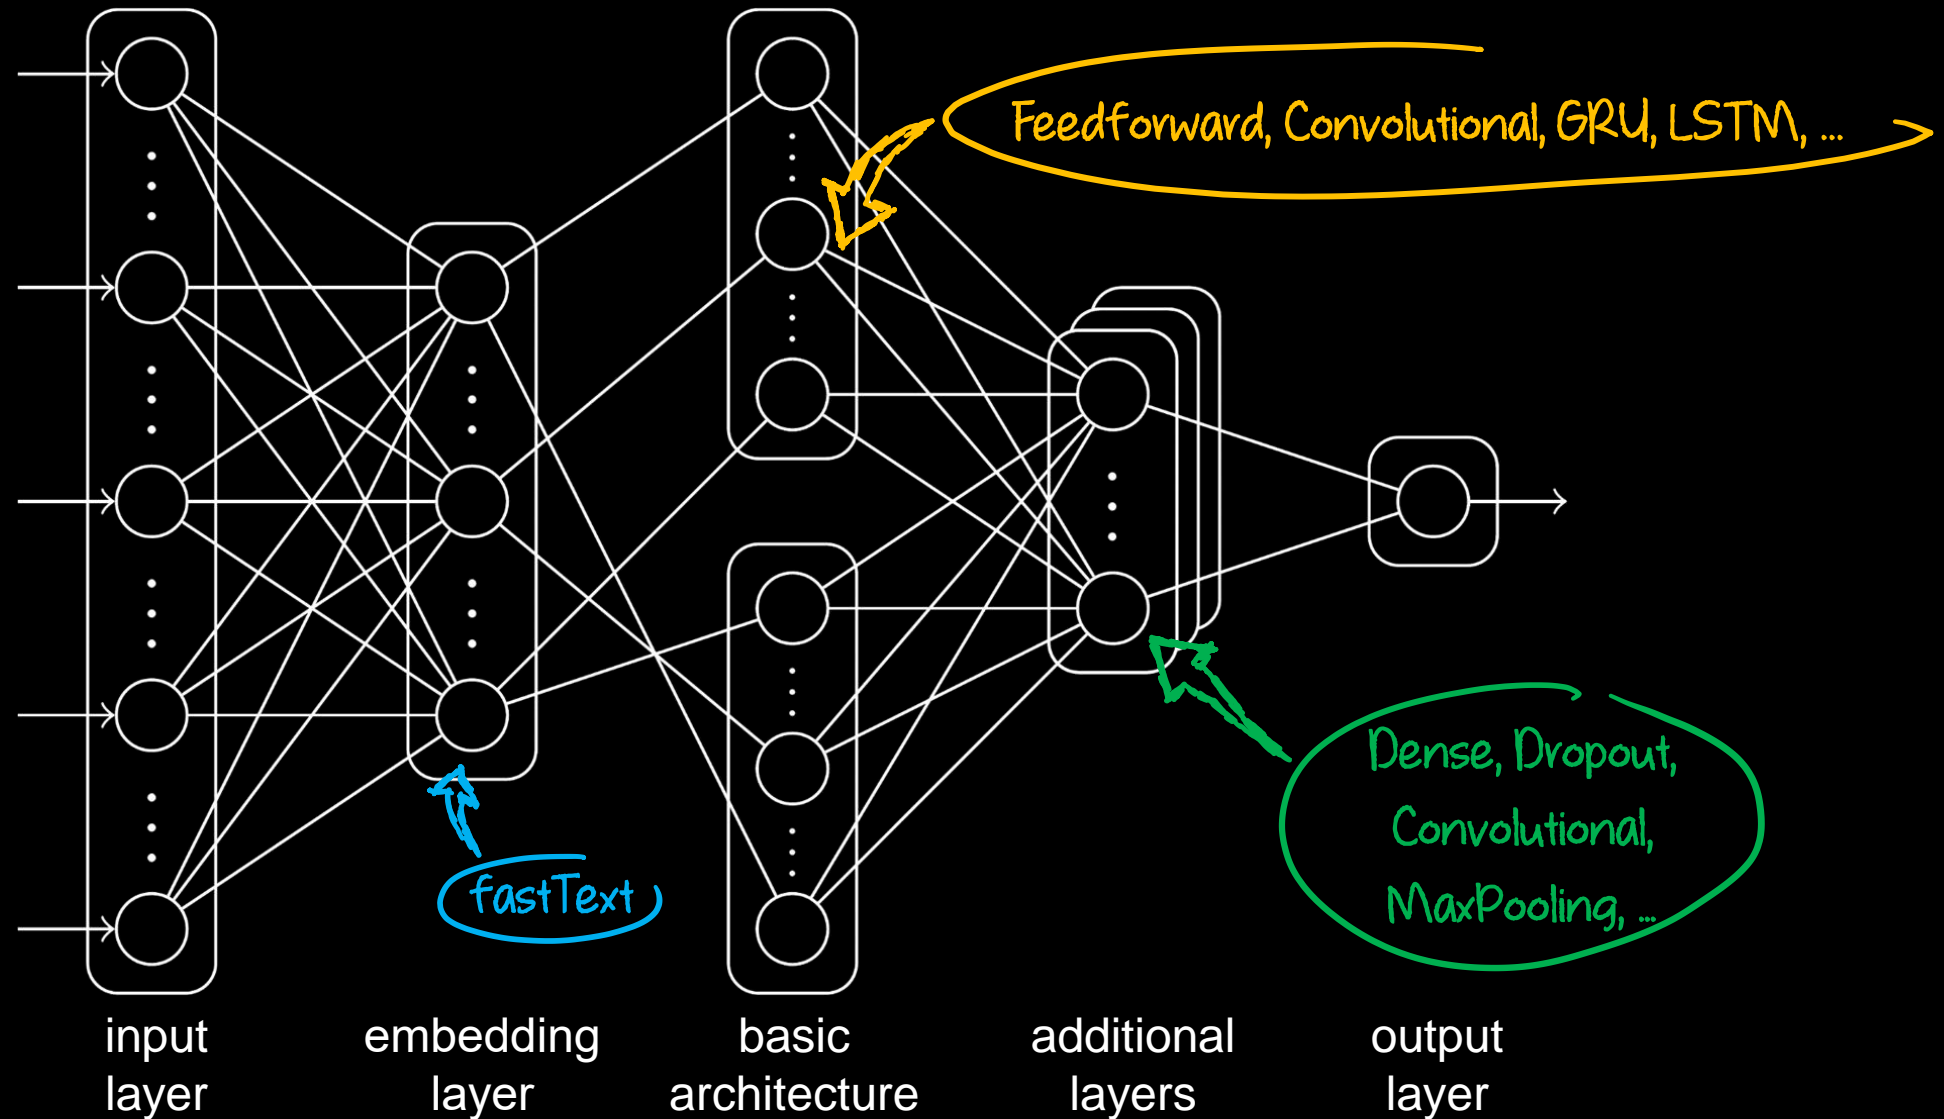 Feedforward, Convolutional, GRU, LSTM, ...
Dense, Dropout,
Convolutional,
MaxPooling, ...
fastText
input
layer
embedding
layer
basic
architecture
additional
layers
output
layer